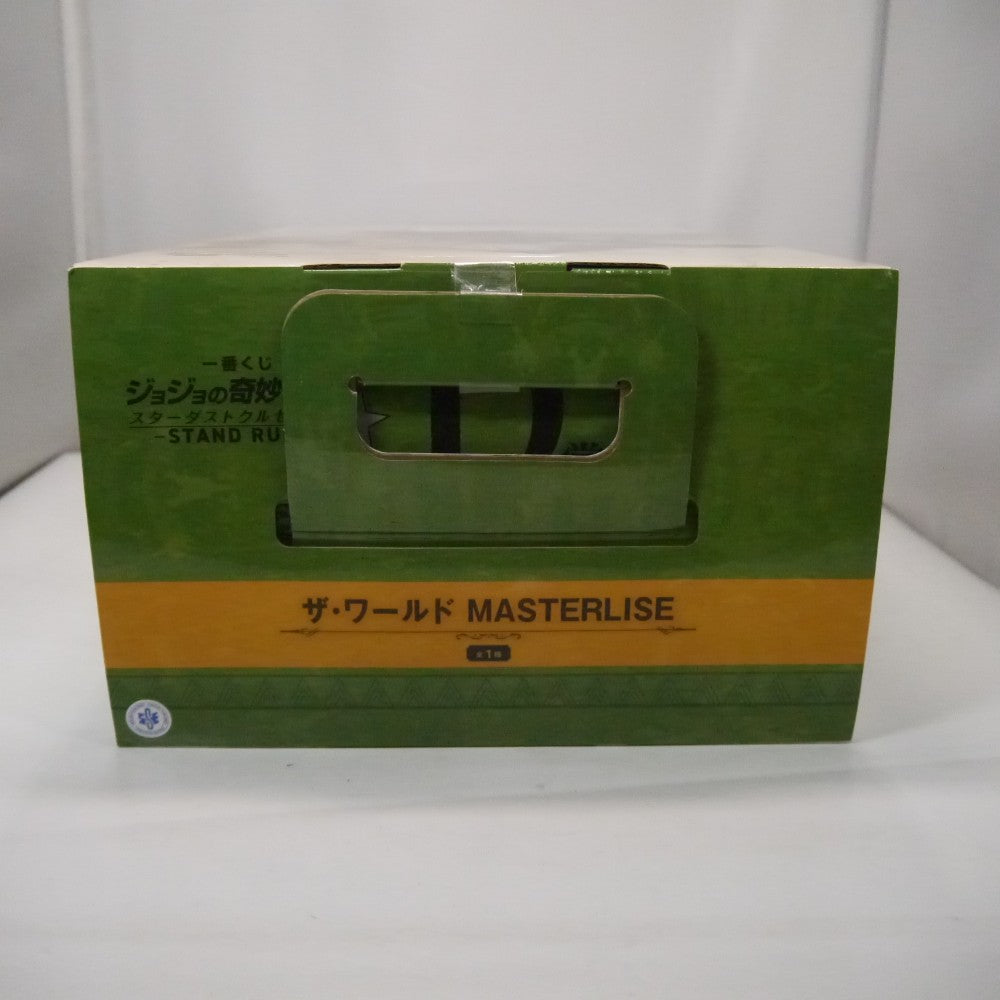 一番くじ
ジョジョの奇妙
スターダストクルセ
-STAND RU
ザ・ワールド MASTERLISE
全1種